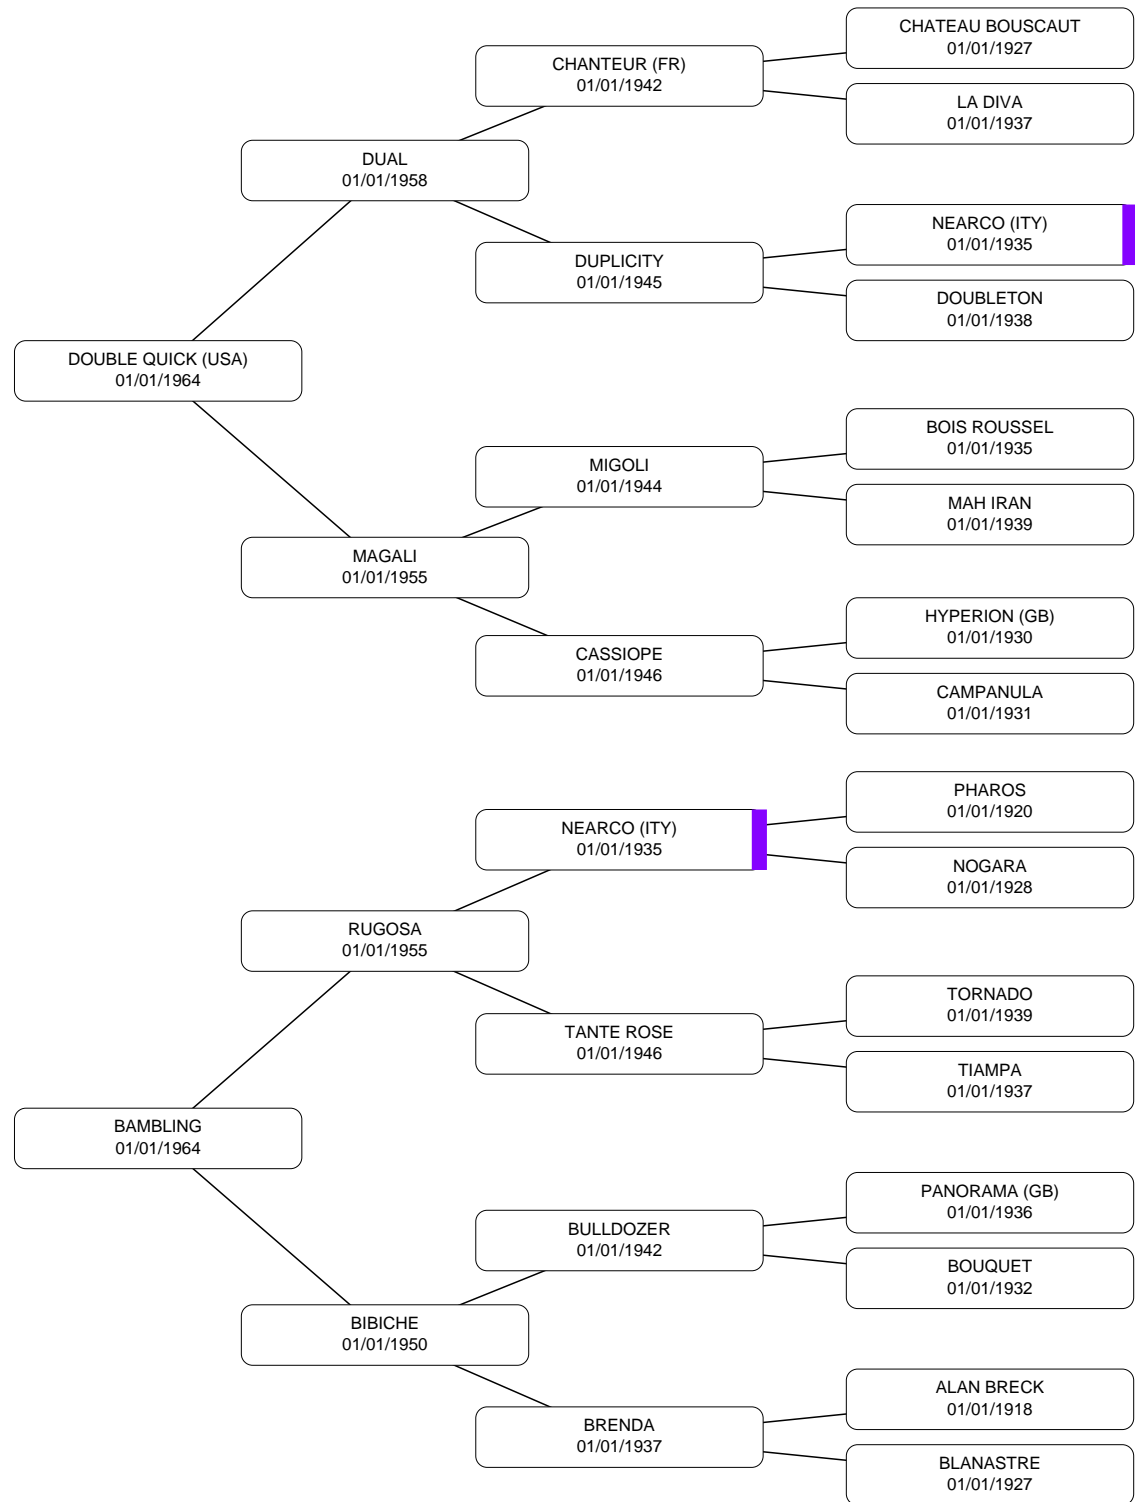 CHATEAU BOUSCAUT
01/01/1927
CHANTEUR (FR)
01/01/1942
LA DIVA
01/01/1937
DUAL
01/01/1958
NEARCO (ITY)
01/01/1935
DUPLICITY
01/01/1945
DOUBLETON
01/01/1938
DOUBLE QUICK (USA)
01/01/1964
BOIS ROUSSEL
01/01/1935
MIGOLI
01/01/1944
MAH IRAN
01/01/1939
MAGALI
01/01/1955
HYPERION (GB)
01/01/1930
CASSIOPE
01/01/1946
CAMPANULA
01/01/1931
PHAROS
01/01/1920
NEARCO (ITY)
01/01/1935
NOGARA
01/01/1928
RUGOSA
01/01/1955
TORNADO
01/01/1939
TANTE ROSE
01/01/1946
TIAMPA
01/01/1937
BAMBLING
01/01/1964
PANORAMA (GB)
01/01/1936
BULLDOZER
01/01/1942
BOUQUET
01/01/1932
BIBICHE
01/01/1950
ALAN BRECK
01/01/1918
BRENDA
01/01/1937
BLANASTRE
01/01/1927